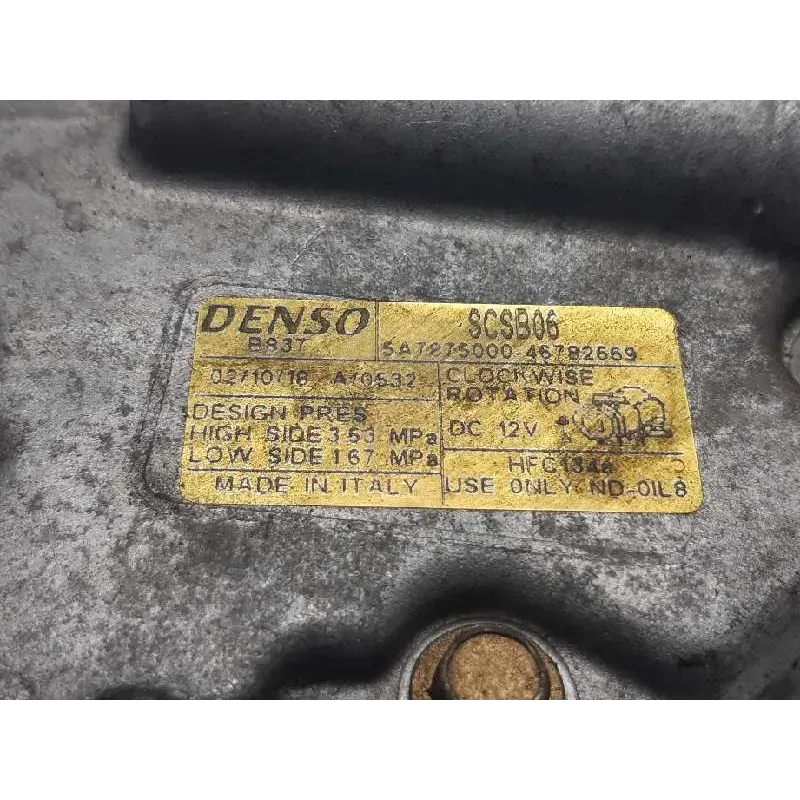 DENSO SCSB06
B83T 5A7875000 46782669
02/10/18 A70532 CLOCKWISE
ROTATION
DESIGN PRES
HIGH SIDE 3.53 MPa DC 12V
LOW SIDE 1.67 MPa HFC134a
MADE IN ITALY USE ONLY ND-OIL8